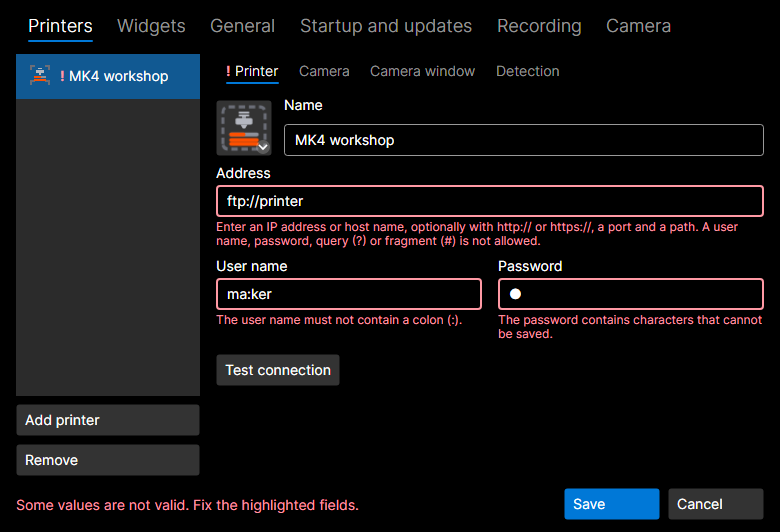 Printers Widgets General Startup and updates Recording Camera
! MK4 workshop
! Printer Camera Camera window Detection
Name
MK4 workshop
Address
ftp://printer
Enter an IP address or host name, optionally with http:// or https://, a port and a path. A user
name, password, query (?) or fragment (#) is not allowed.
User name Password
ma:ker ●
The user name must not contain a colon (:). The password contains characters that cannot
be saved.
Test connection
Add printer
Remove
Some values are not valid. Fix the highlighted fields. Save Cancel